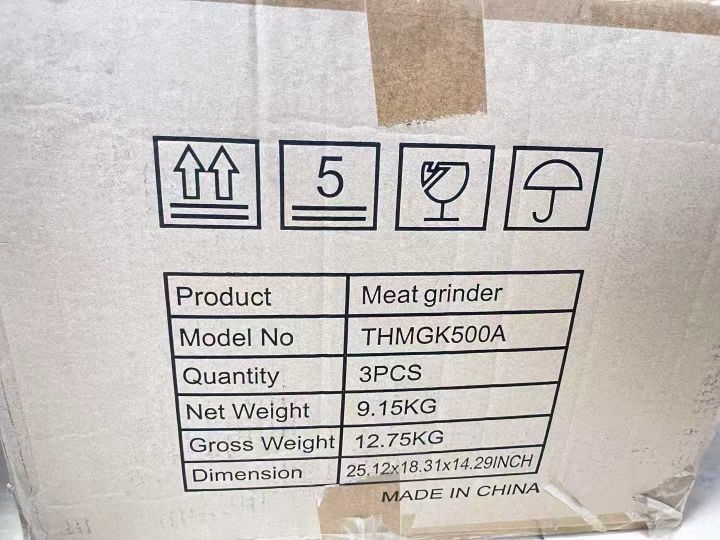 5
Product Meat grinder
Model No THMGK500A
Quantity 3PCS
Net Weight 9.15KG
Gross Weight 12.75KG
Dimension 25.12x18.31x14.29INCH
MADE IN CHINA